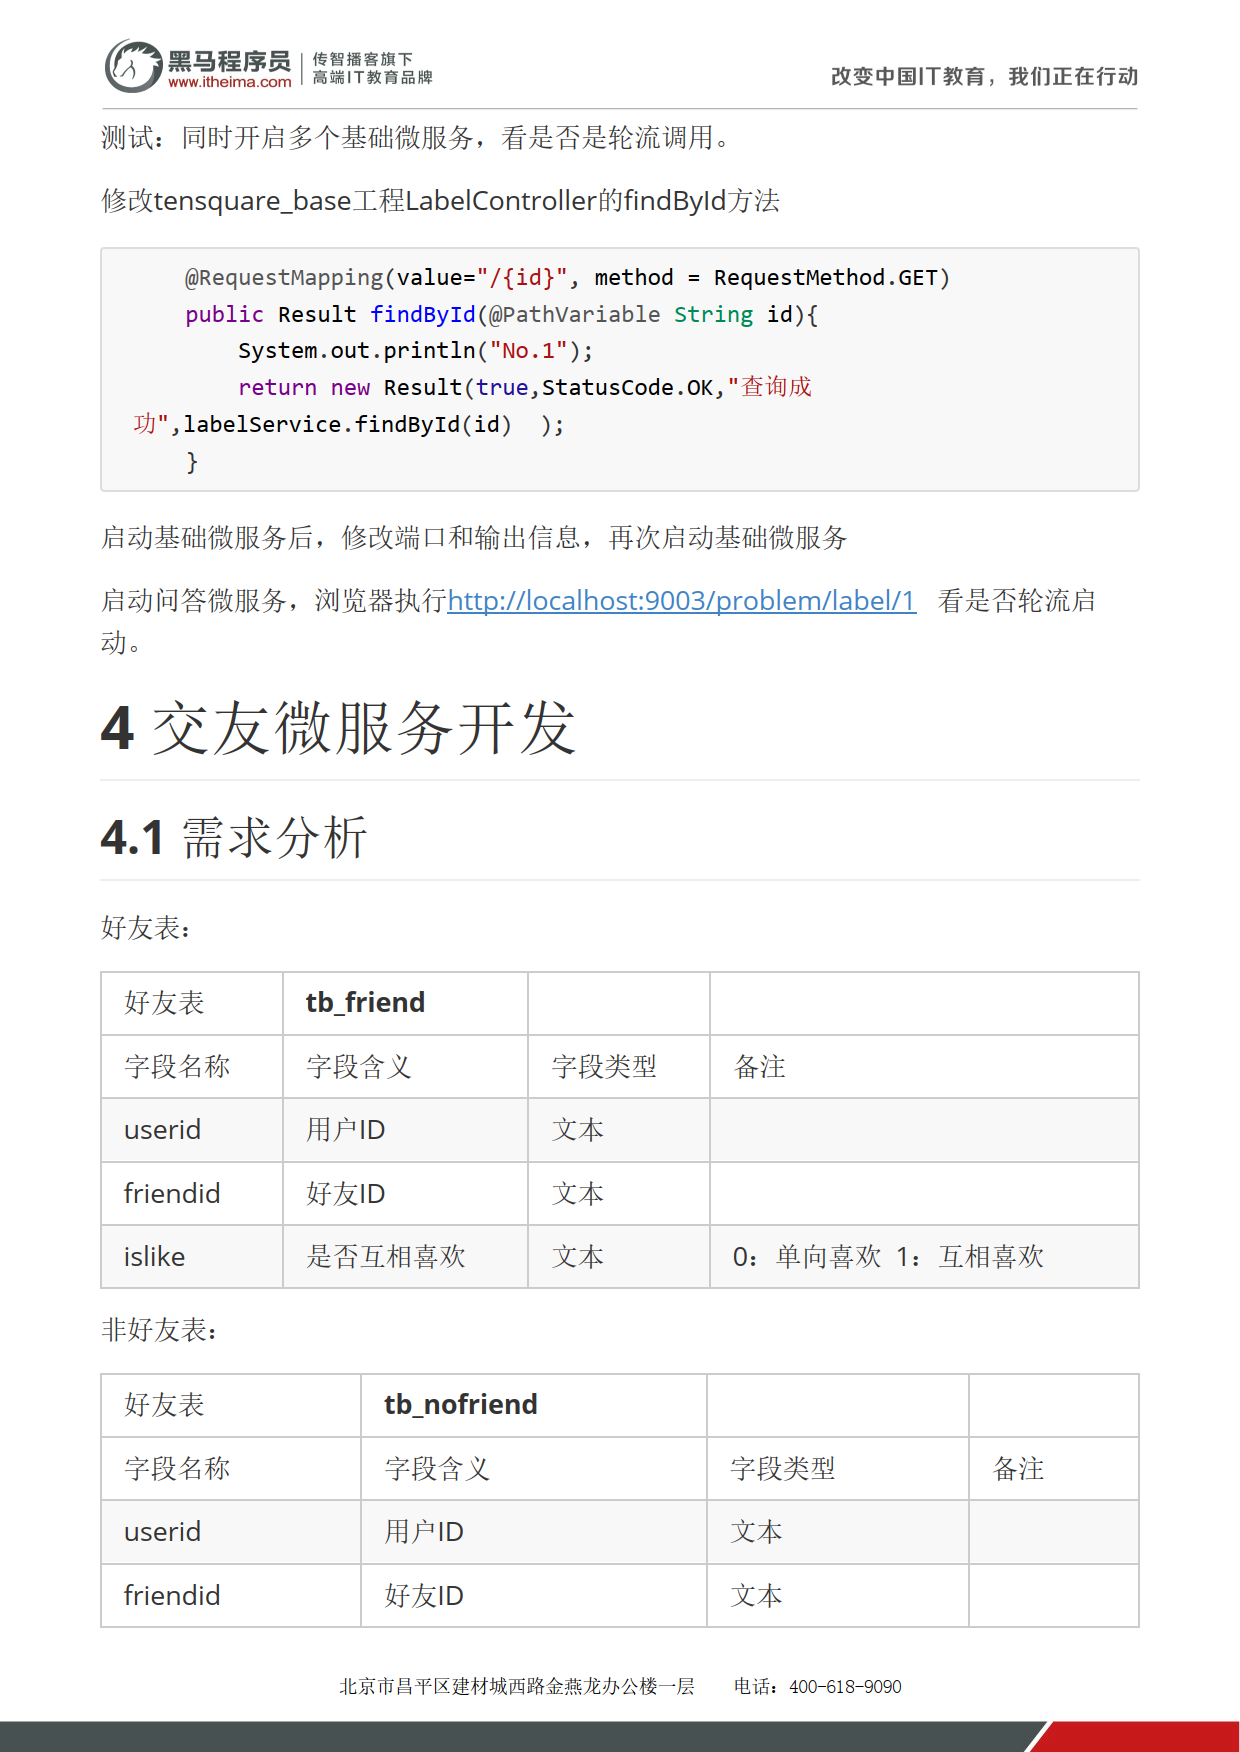 黑马程序员 传智播客旗下
www.itheima.com 高端IT教育品牌
改变中国IT教育，我们正在行动
测试：同时开启多个基础微服务，看是否是轮流调用。
修改tensquare_base工程LabelController的findById方法
@RequestMapping(value="/{id}", method = RequestMethod.GET)
public Result findById(@PathVariable String id){
System.out.println("No.1");
return new Result(true,StatusCode.OK,"查询成
功",labelService.findById(id)  );
}
启动基础微服务后，修改端口和输出信息，再次启动基础微服务
启动问答微服务，浏览器执行http://localhost:9003/problem/label/1 看是否轮流启
动。
4 交友微服务开发
4.1 需求分析
好友表：
好友表 tb_friend
字段名称 字段含义 字段类型 备注
userid 用户ID 文本
friendid 好友ID 文本
islike 是否互相喜欢 文本 0：单向喜欢 1：互相喜欢
非好友表：
好友表 tb_nofriend
字段名称 字段含义 字段类型 备注
userid 用户ID 文本
friendid 好友ID 文本
北京市昌平区建材城西路金燕龙办公楼一层 电话：400-618-9090